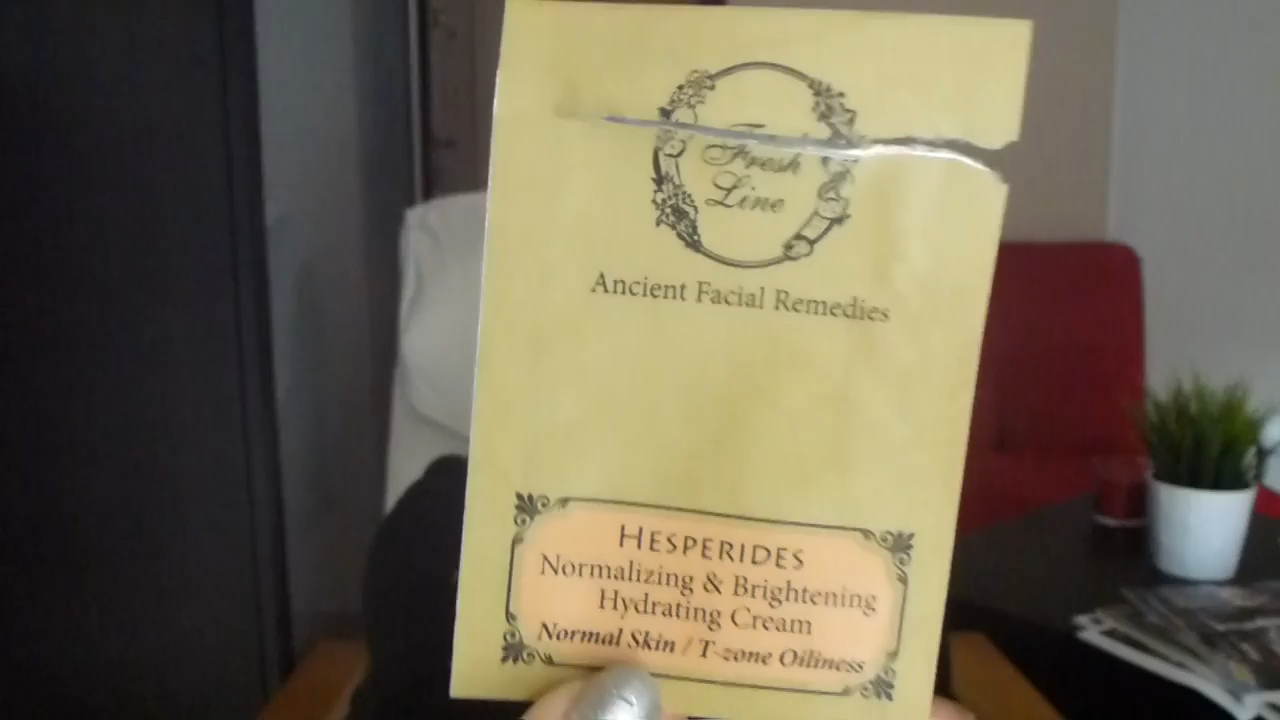 Fresh
Line
Ancient Facial Remedies
HESPERIDES
Normalizing & Brightening
Hydrating Cream
Normal Skin / T-zone Oiliness